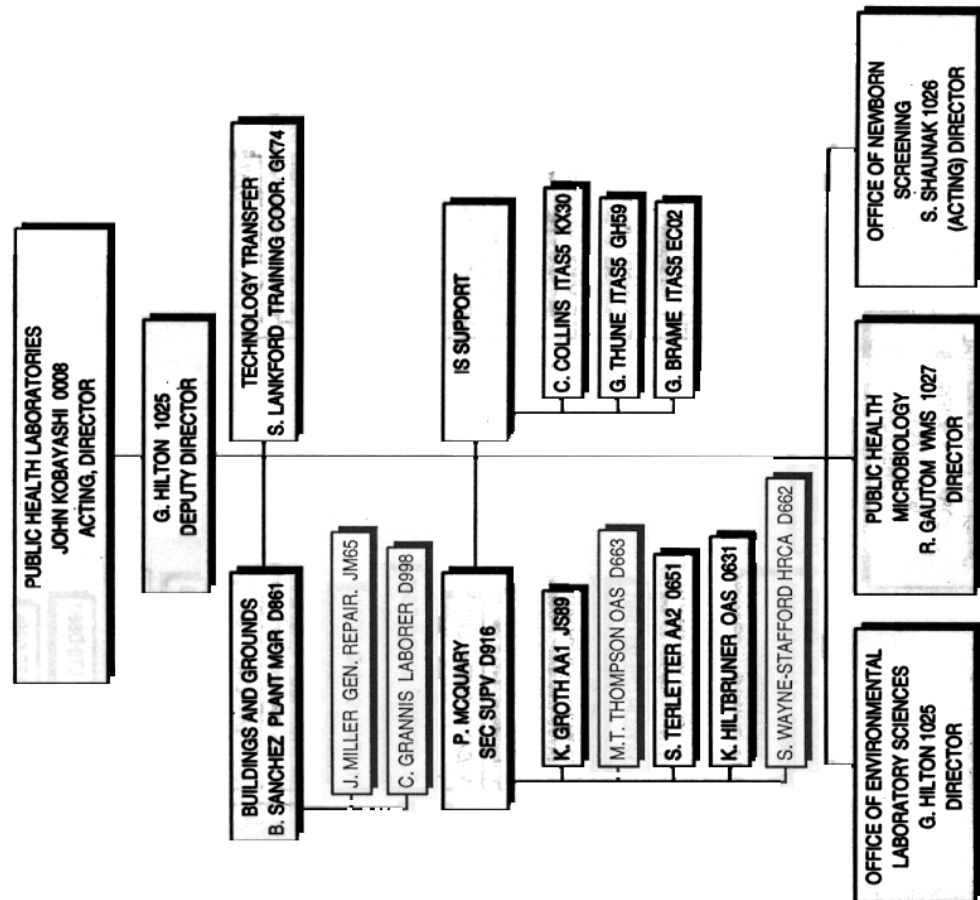 PUBLIC HEALTH LABORATORIES
JOHN KOBAYASHI 0008
ACTING, DIRECTOR
G. HILTON 1025
DEPUTY DIRECTOR
BUILDINGS AND GROUNDS
B. SANCHEZ PLANT MGR D861
TECHNOLOGY TRANSFER
S. LANKFORD TRAINING COOR. GK74
J. MILLER GEN. REPAIR. JM65
C. GRANNIS LABORER D998
P. MCQUARY
SEC SUPV. D916
IS SUPPORT
K. GROTH AA1 JS89
M.T. THOMPSON OAS D663
S. TERLETTER AA2 0651
K. HILTBRUNER OAS 0631
S. WAYNE-STAFFORD HRCA D662
C. COLLINS ITAS5 KX30
G. THUNE ITAS5 GH59
G. BRAME ITAS5 EC02
OFFICE OF ENVIRONMENTAL
LABORATORY SCIENCES
G. HILTON 1025
DIRECTOR
PUBLIC HEALTH
MICROBIOLOGY
R. GAUTOM WMS 1027
DIRECTOR
OFFICE OF NEWBORN
SCREENING
S. SHAUNAK 1026
(ACTING) DIRECTOR